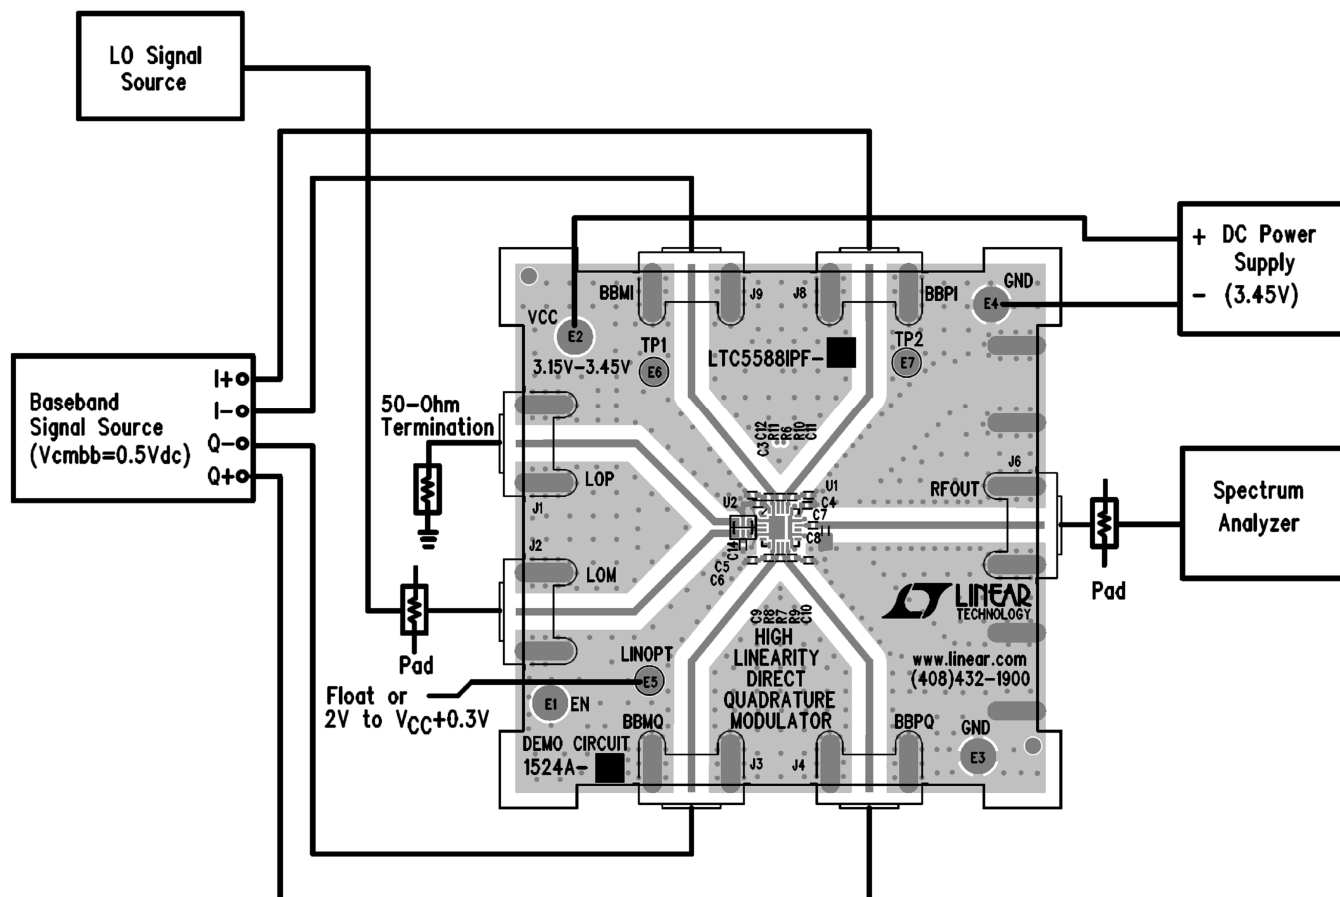 LO Signal
Source
+ DC Power
Supply
- (3.45V)
GND
E4
BBMI
J9
J8
BBPI
VCC
E2
3.15V-3.45V
TP1
E6
LTC5588IPF-
TP2
E7
I+
I-
Q-
Q+
Baseband
Signal Source
(Vcmbb=0.5Vdc)
50-Ohm
Termination
C3
C12
R11
R6
R10
C11
LOP
J1
U2
U1
C4
C7
C8
L1
C14
C5
C6
RFOUT
J6
Spectrum
Analyzer
Pad
J2
LOM
Pad
LINEAR
TECHNOLOGY
C9
R8
R7
R9
C10
HIGH
LINEARITY
DIRECT
QUADRATURE
MODULATOR
www.linear.com
(408)432-1900
LINOPT
E5
Float or
2V to VCC+0.3V
E1
EN
BBMQ
BBPQ
GND
E3
DEMO CIRCUIT
1524A-
J3
J4